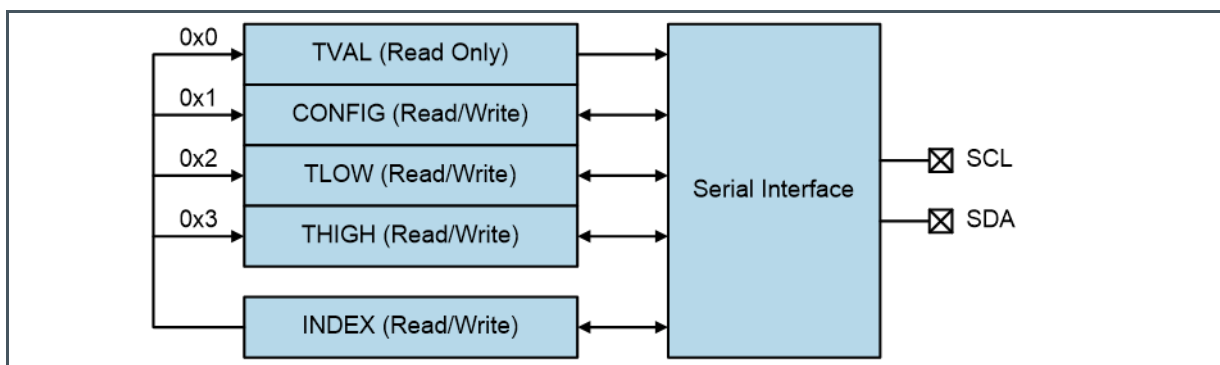 0x0
TVAL (Read Only)
0x1
CONFIG (Read/Write)
0x2
TLOW (Read/Write)
0x3
THIGH (Read/Write)
INDEX (Read/Write)
Serial Interface
SCL
SDA